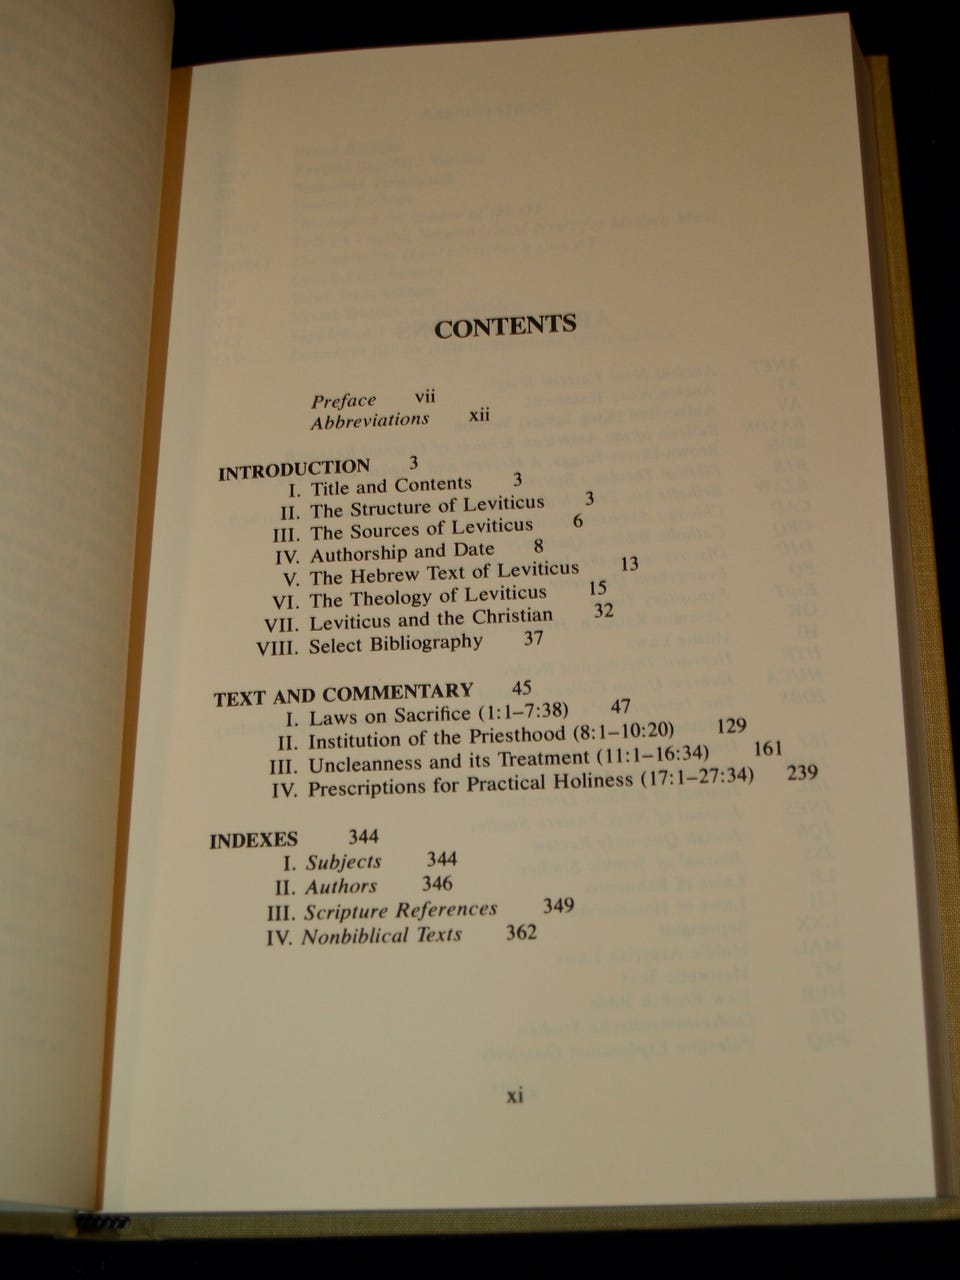 CONTENTS
Preface vii
Abbreviations xii
INTRODUCTION 3
I. Title and Contents 3
II. The Structure of Leviticus 3
III. The Sources of Leviticus 6
IV. Authorship and Date 8
V. The Hebrew Text of Leviticus 13
VI. The Theology of Leviticus 15
VII. Leviticus and the Christian 32
VIII. Select Bibliography 37
TEXT AND COMMENTARY 45
I. Laws on Sacrifice (1:1–7:38) 47
II. Institution of the Priesthood (8:1–10:20) 129
III. Uncleanness and its Treatment (11:1–16:34) 161
IV. Prescriptions for Practical Holiness (17:1–27:34) 239
INDEXES 344
I. Subjects 344
II. Authors 346
III. Scripture References 349
IV. Nonbiblical Texts 362
xi